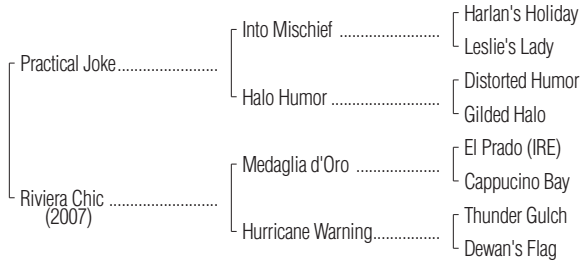 Harlan's Holiday
Into Mischief ....................
Leslie's Lady
Practical Joke....................
Distorted Humor
Halo Humor ......................
Gilded Halo
El Prado (IRE)
Medaglia d'Oro .................
Cappucino Bay
Riviera Chic ......................
(2007)
Thunder Gulch
Hurricane Warning.............
Dewan's Flag